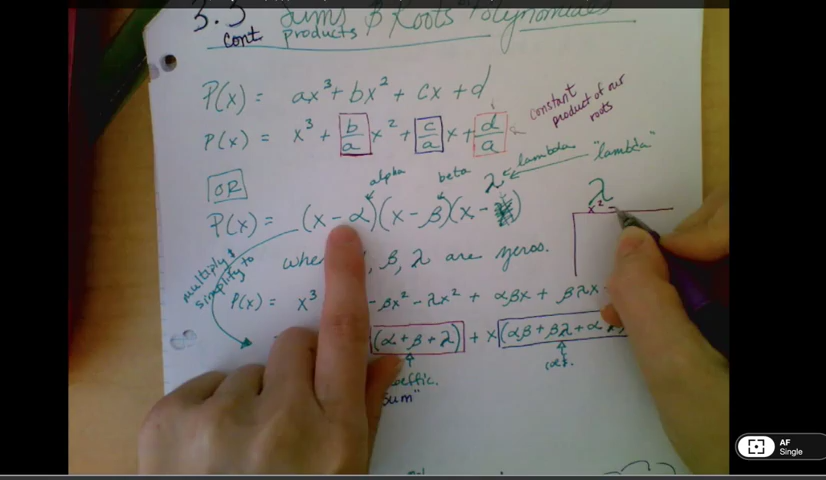 3.3 Sums & Roots Polynomials
cont products
P(x) = ax³ + bx² + cx + d
constant product of our roots
P(x) = x³ + b/a x² + c/a x + d/a
OR
alpha
beta
λ
lambda
"lambda"
λ
P(x) = (x - α)(x - β)(x -
x² -
multiply & simplify to
β, λ are zeros.
P(x) = x³ - βx² - λx² + αβx + βλx
(α + β + λ) + x(αβ + βλ + α
coeffic.
coef.
Sum"
AF
Single